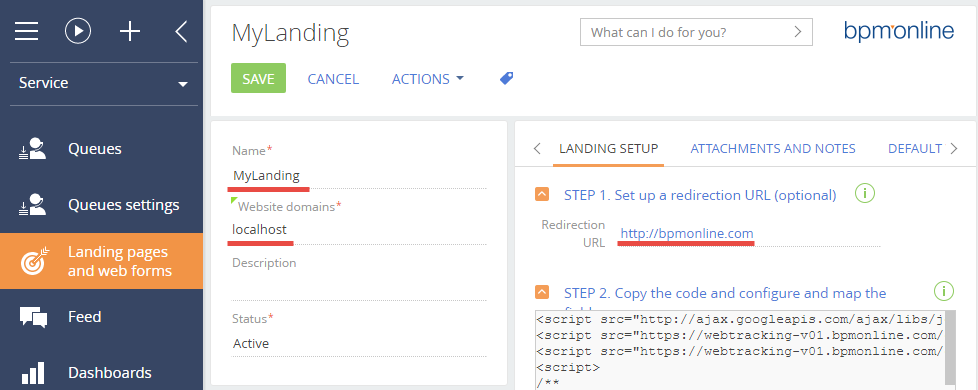 Service
Queues
Queues settings
Landing pages
and web forms
Feed
Dashboards
MyLanding
What can I do for you?
bpmonline
SAVE
CANCEL
ACTIONS
Name*
MyLanding
Website domains*
localhost
Description
Status*
Active
LANDING SETUP
ATTACHMENTS AND NOTES
DEFAULT
STEP 1. Set up a redirection URL (optional)
Redirection
URL
http://bpmonline.com
STEP 2. Copy the code and configure and map the
<script src="http://ajax.googleapis.com/ajax/libs/j
<script src="https://webtracking-v01.bpmonline.com/
<script src="https://webtracking-v01.bpmonline.com/
<script>
/**